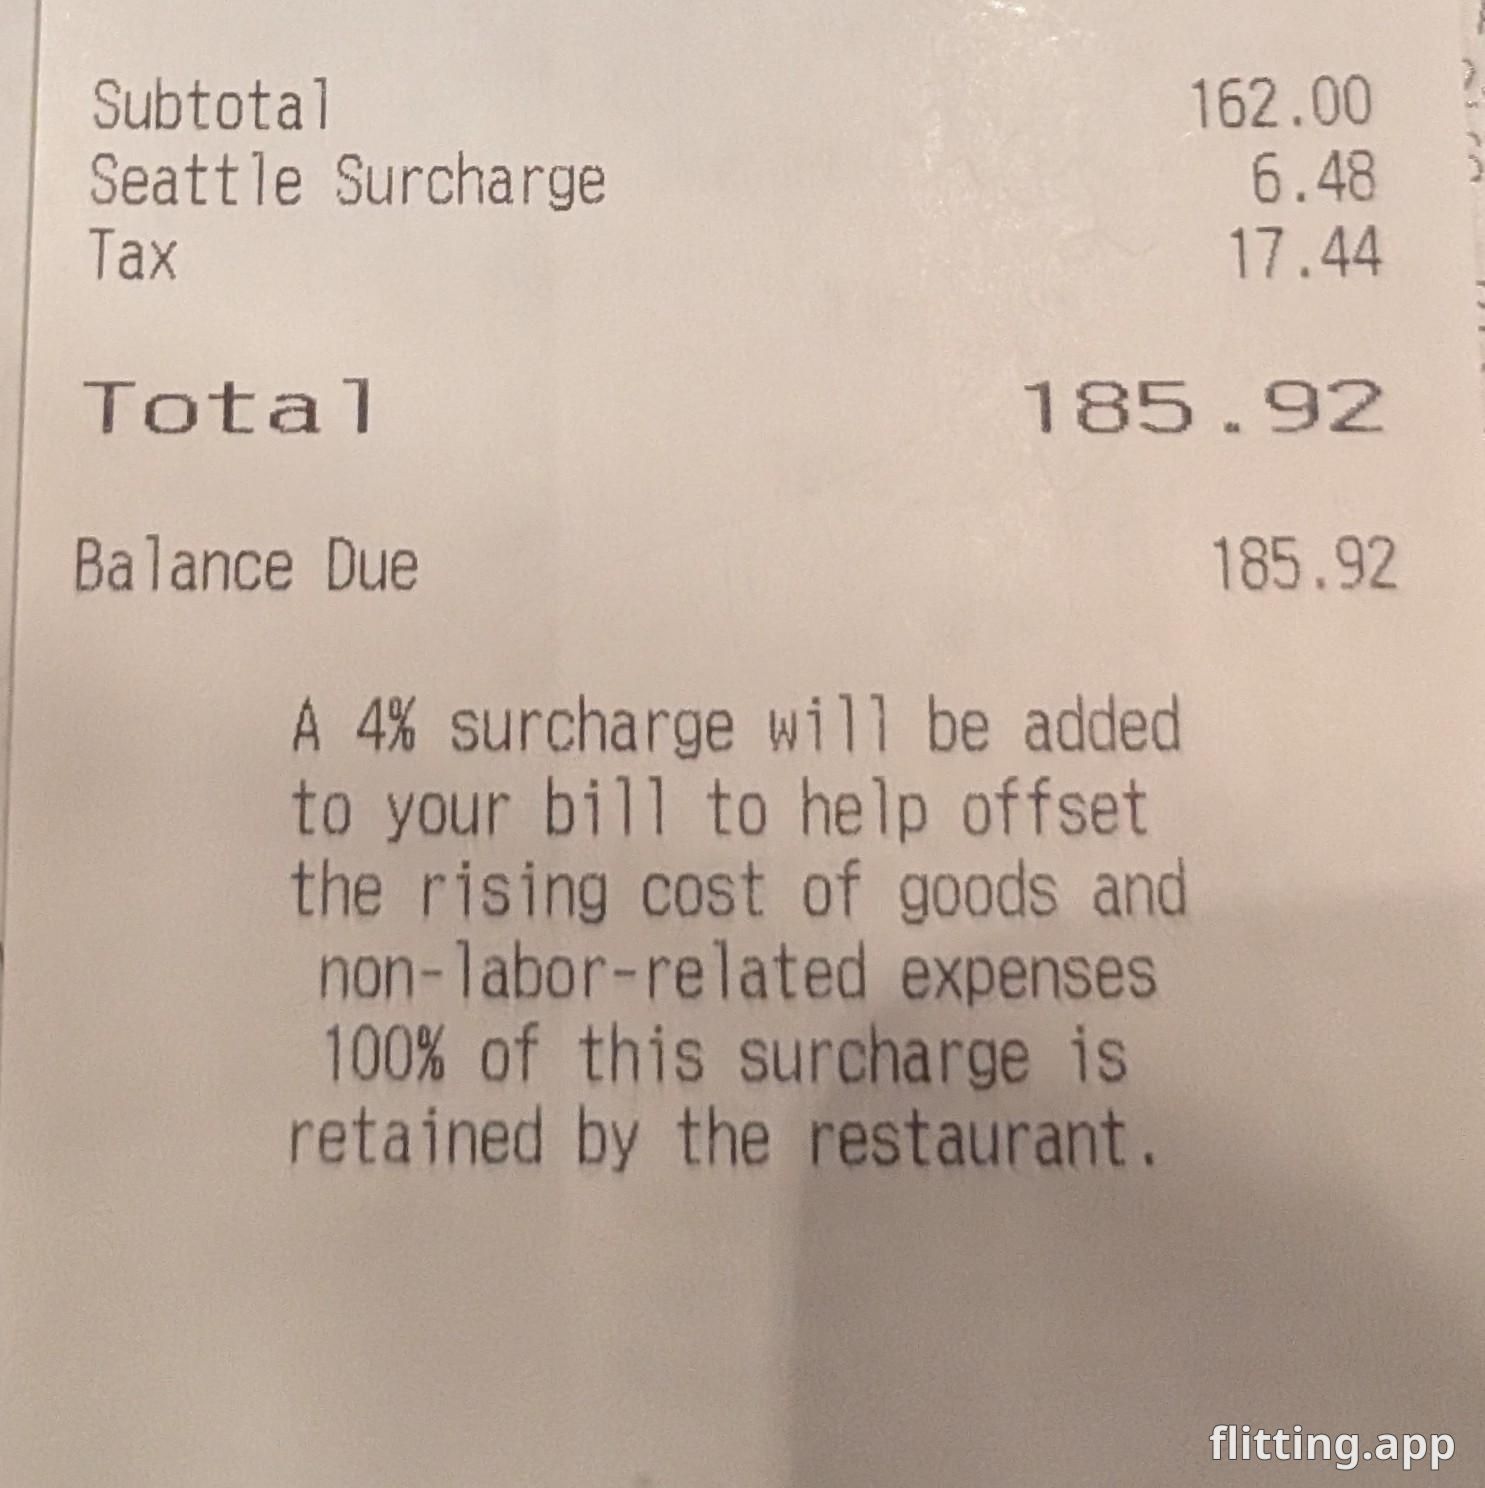 Subtotal 162.00
Seattle Surcharge 6.48
Tax 17.44
Total 185.92
Balance Due 185.92
A 4% surcharge will be added
to your bill to help offset
the rising cost of goods and
non-labor-related expenses
100% of this surcharge is
retained by the restaurant.
flitting.app